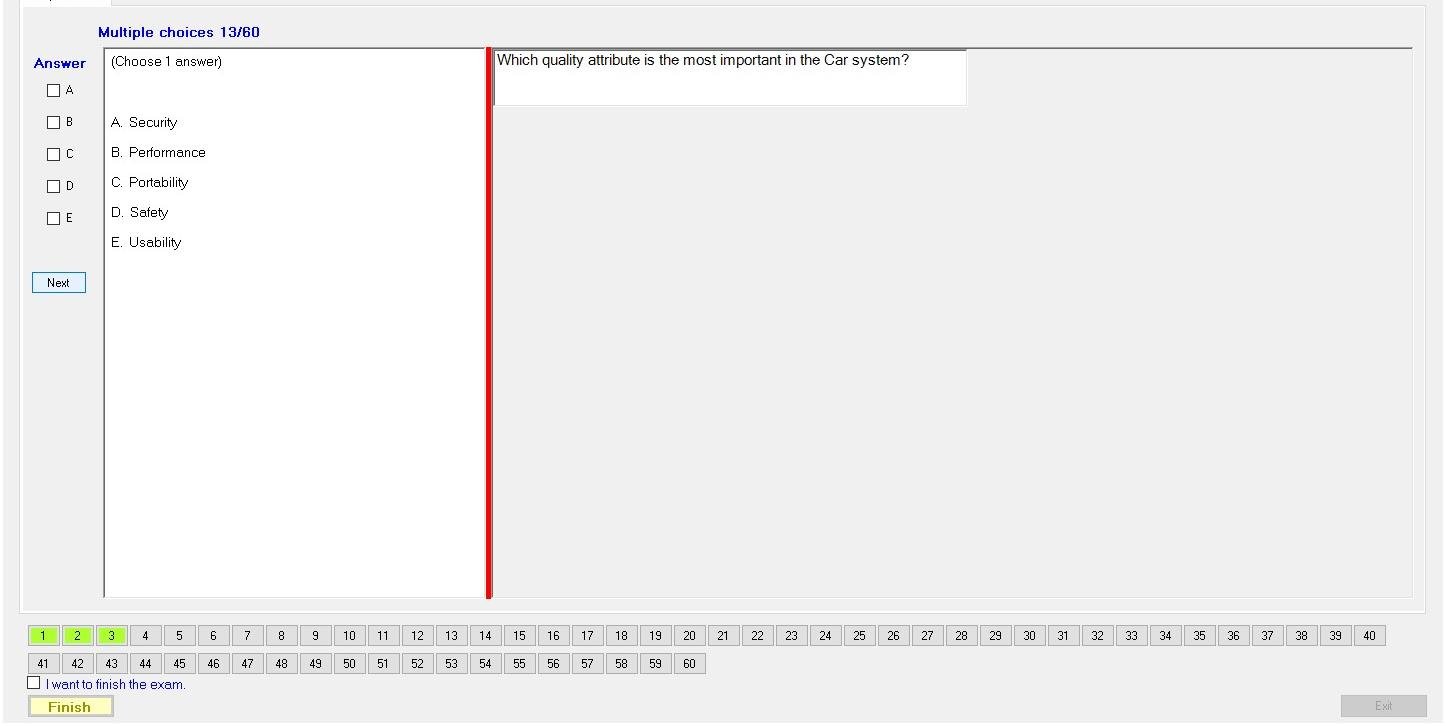 Multiple choices 13/60
Answer
A
B
C
D
E
Next
(Choose 1 answer)
A. Security
B. Performance
C. Portability
D. Safety
E. Usability
Which quality attribute is the most important in the Car system?
1 2 3 4 5 6 7 8 9 10 11 12 13 14 15 16 17 18 19 20 21 22 23 24 25 26 27 28 29 30 31 32 33 34 35 36 37 38 39 40
41 42 43 44 45 46 47 48 49 50 51 52 53 54 55 56 57 58 59 60
I want to finish the exam.
Finish
Exit